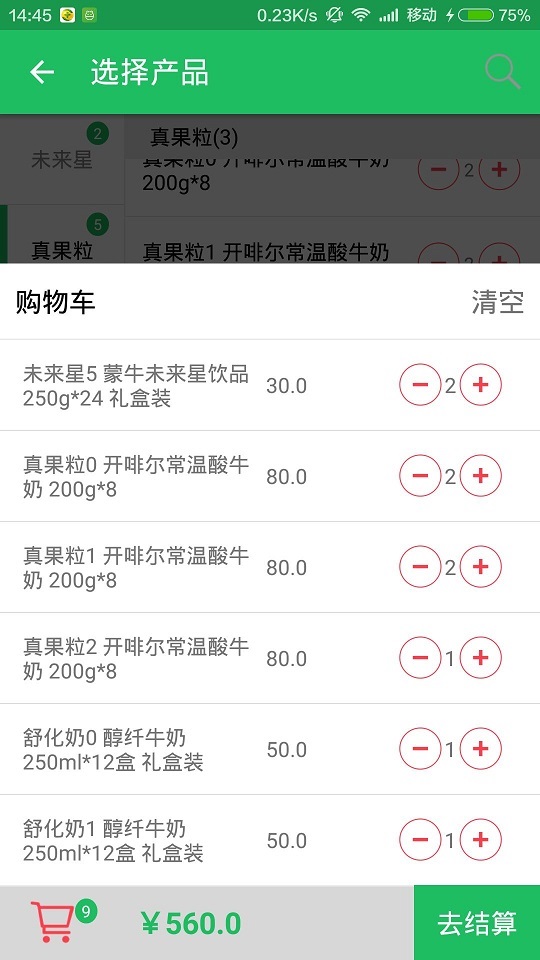 14:45 0.23K/s 移动 75%
选择产品
未来星 2
真果粒(3)
真果粒0 开啡尔常温酸牛奶
200g*8
2
真果粒 5
真果粒1 开啡尔常温酸牛奶
2
购物车 清空
未来星5 蒙牛未来星饮品
250g*24 礼盒装
30.0
2
真果粒0 开啡尔常温酸牛
奶 200g*8
80.0
2
真果粒1 开啡尔常温酸牛
奶 200g*8
80.0
2
真果粒2 开啡尔常温酸牛
奶 200g*8
80.0
1
舒化奶0 醇纤牛奶
250ml*12盒 礼盒装
50.0
1
舒化奶1 醇纤牛奶
250ml*12盒 礼盒装
50.0
1
9
￥560.0
去结算